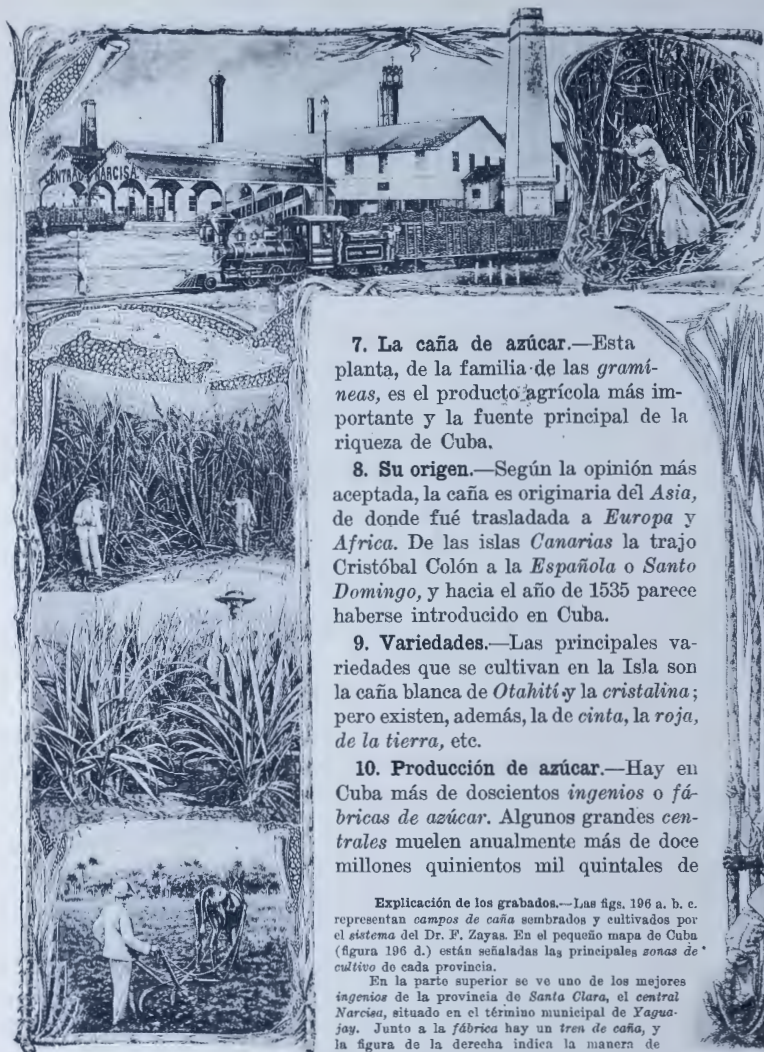 CENTRAL NARCISA
7. La caña de azúcar.—Esta
planta, de la familia de las gramí-
neas, es el producto agrícola más im-
portante y la fuente principal de la
riqueza de Cuba.
8. Su origen.—Según la opinión más
aceptada, la caña es originaria del Asia,
de donde fué trasladada a Europa y
Africa. De las islas Canarias la trajo
Cristóbal Colón a la Española o Santo
Domingo, y hacia el año de 1535 parece
haberse introducido en Cuba.
9. Variedades.—Las principales va-
riedades que se cultivan en la Isla son
la caña blanca de Otahití y la cristalina;
pero existen, además, la de cinta, la roja,
de la tierra, etc.
10. Producción de azúcar.—Hay en
Cuba más de doscientos ingenios o fá-
bricas de azúcar. Algunos grandes cen-
trales muelen anualmente más de doce
millones quinientos mil quintales de
Explicación de los grabados.—Las figs. 196 a. b. c.
representan campos de caña sembrados y cultivados por
el sistema del Dr. F. Zayas. En el pequeño mapa de Cuba
(figura 196 d.) están señaladas las principales zonas de
cultivo de cada provincia.
En la parte superior se ve uno de los mejores
ingenios de la provincia de Santa Clara, el central
Narcisa, situado en el término municipal de Yagua-
jay. Junto a la fábrica hay un tren de caña, y
la figura de la derecha indica la manera de